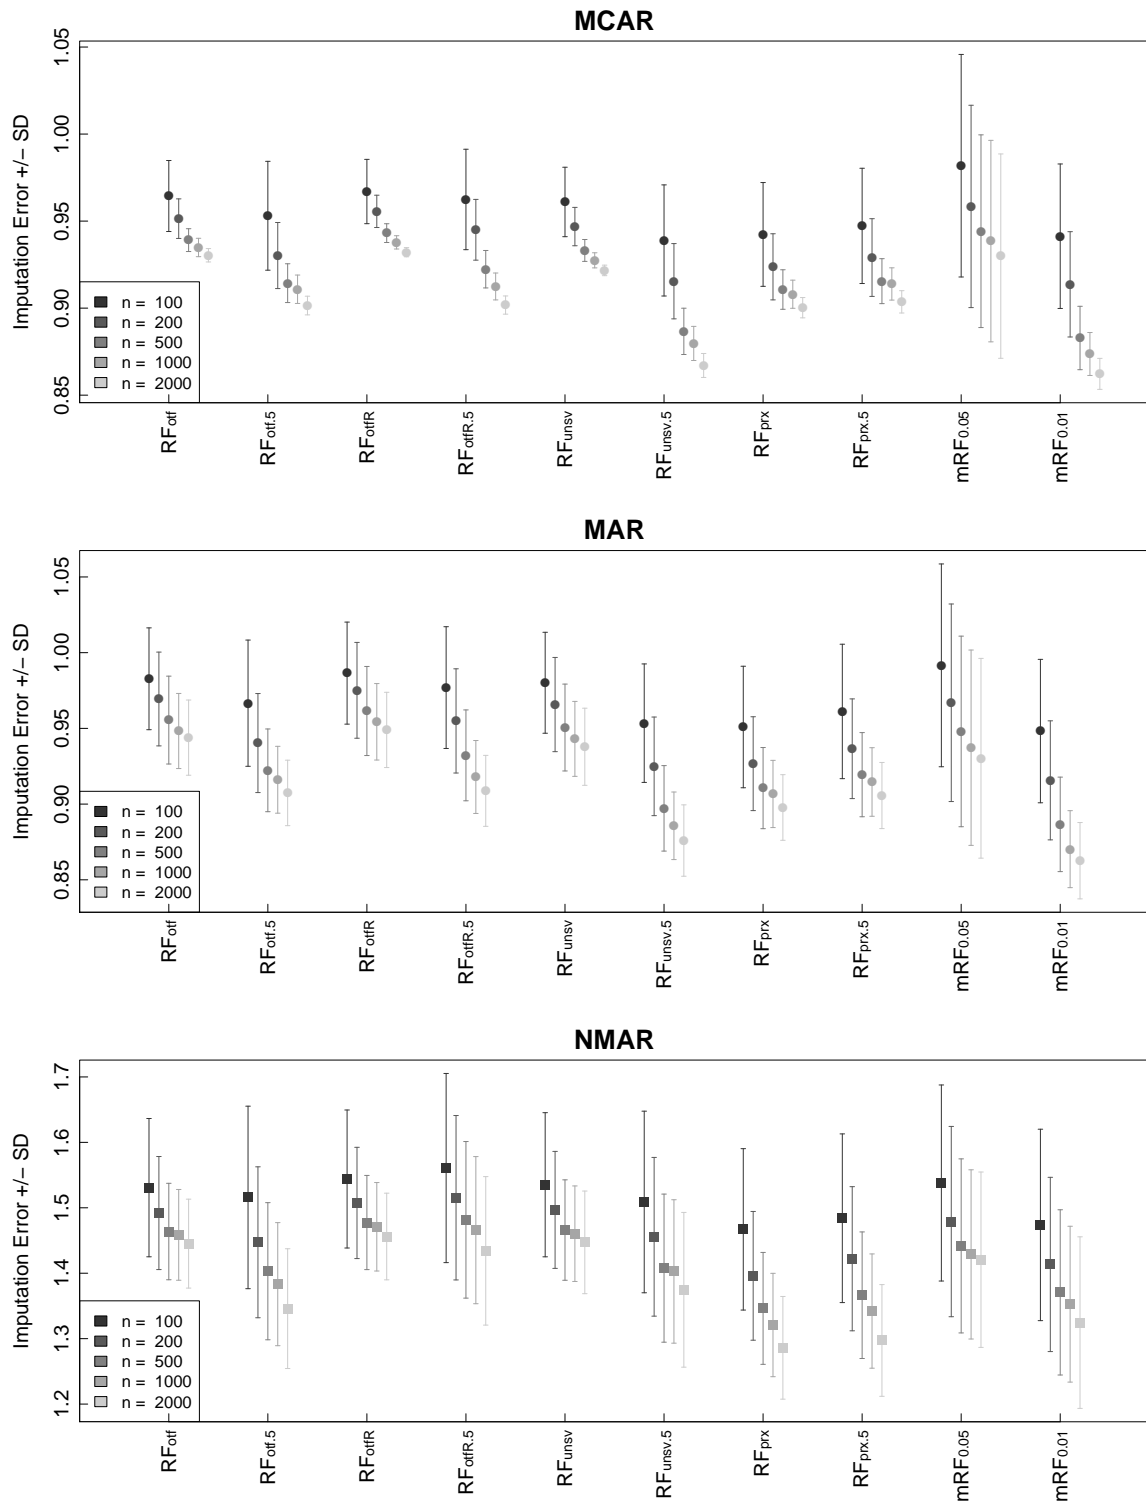 MCAR
Imputation Error +/− SD
1.05
1.00
0.95
0.90
0.85
n = 100
n = 200
n = 500
n = 1000
n = 2000
RFotf
RFotf.5
RFotfR
RFotfR.5
RFunsv
RFunsv.5
RFprx
RFprx.5
mRF0.05
mRF0.01
MAR
Imputation Error +/− SD
1.05
1.00
0.95
0.90
0.85
n = 100
n = 200
n = 500
n = 1000
n = 2000
RFotf
RFotf.5
RFotfR
RFotfR.5
RFunsv
RFunsv.5
RFprx
RFprx.5
mRF0.05
mRF0.01
NMAR
Imputation Error +/− SD
1.7
1.6
1.5
1.4
1.3
1.2
n = 100
n = 200
n = 500
n = 1000
n = 2000
RFotf
RFotf.5
RFotfR
RFotfR.5
RFunsv
RFunsv.5
RFprx
RFprx.5
mRF0.05
mRF0.01